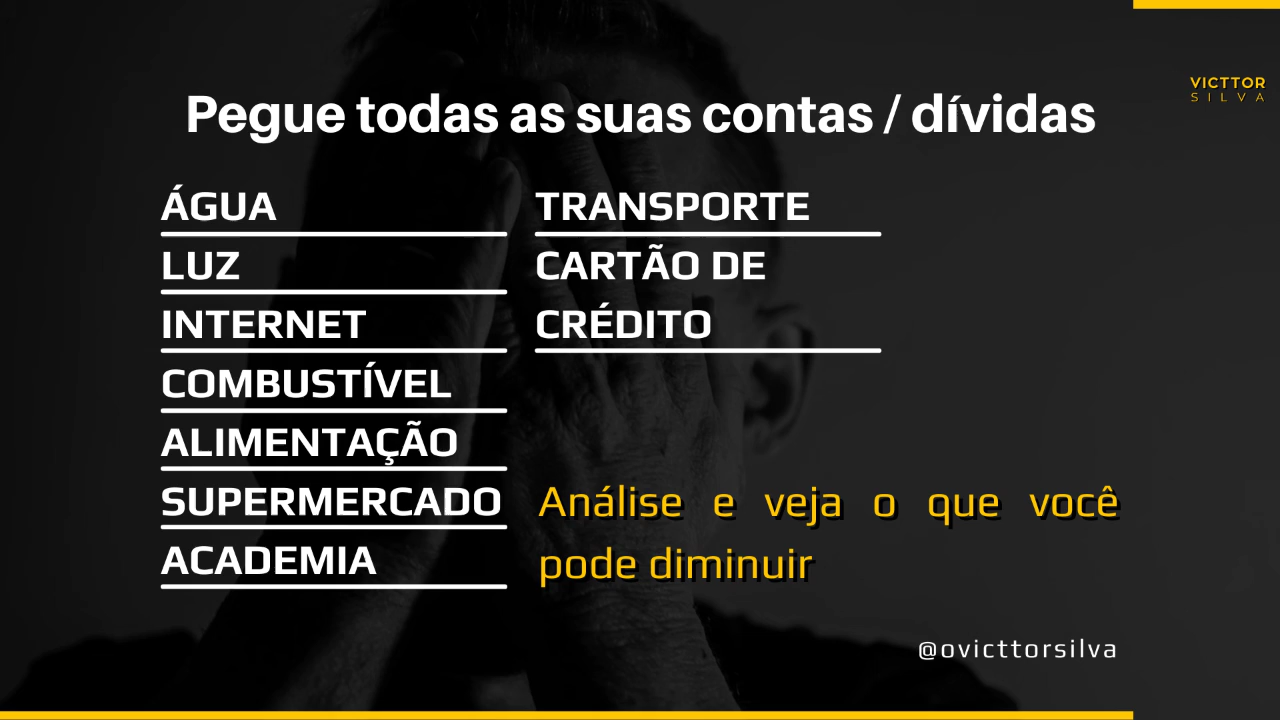 VICTTOR
SILVA
Pegue todas as suas contas / dívidas
ÁGUA
LUZ
INTERNET
COMBUSTÍVEL
ALIMENTAÇÃO
SUPERMERCADO
ACADEMIA
TRANSPORTE
CARTÃO DE
CRÉDITO
Análise e veja o que você
pode diminuir
@ovicttorsilva